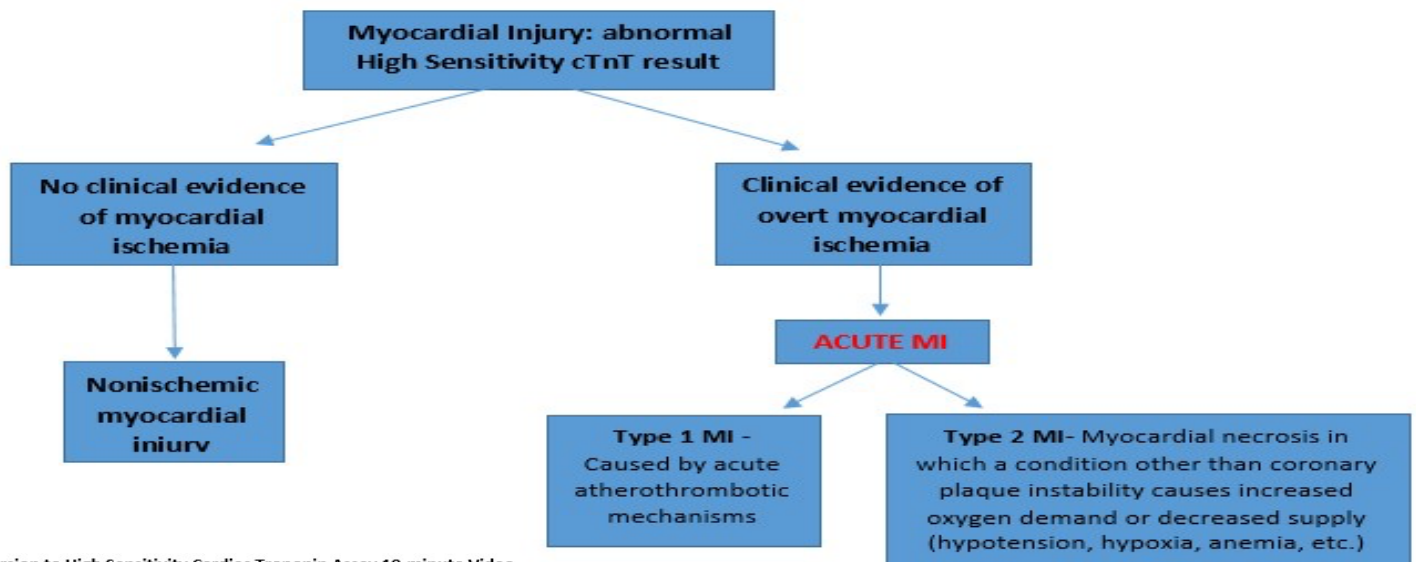 Myocardial Injury: abnormal
High Sensitivity cTnT result
No clinical evidence
of myocardial
ischemia
Clinical evidence of
overt myocardial
ischemia
ACUTE MI
Nonischemic
myocardial
injury
Type 1 MI -
Caused by acute
atherothrombotic
mechanisms
Type 2 MI- Myocardial necrosis in
which a condition other than coronary
plaque instability causes increased
oxygen demand or decreased supply
(hypotension, hypoxia, anemia, etc.)
to High Sensitivity Cardiac Troponin Assay 10 minute Video